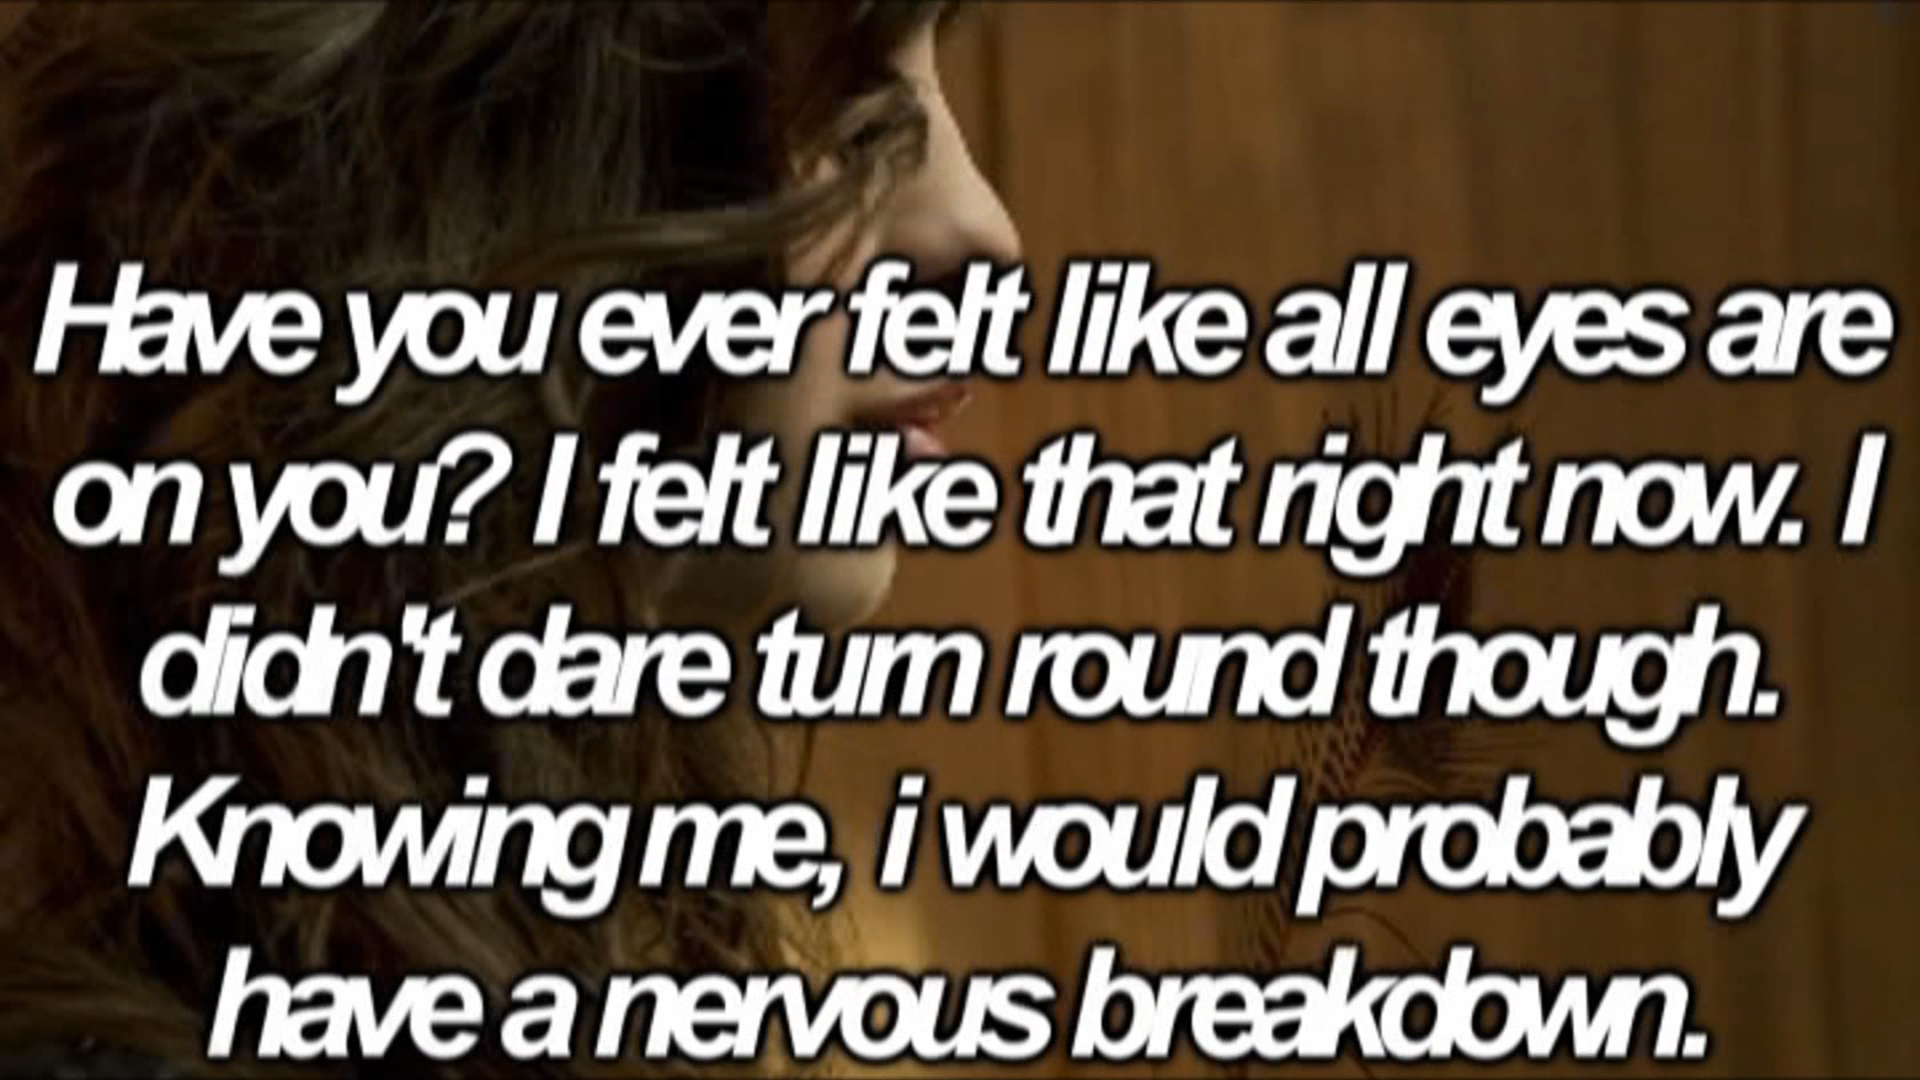 Have you ever felt like all eyes are
on you? I felt like that right now. I
didn't dare turn round though.
Knowing me, i would probably
have a nervous breakdown.